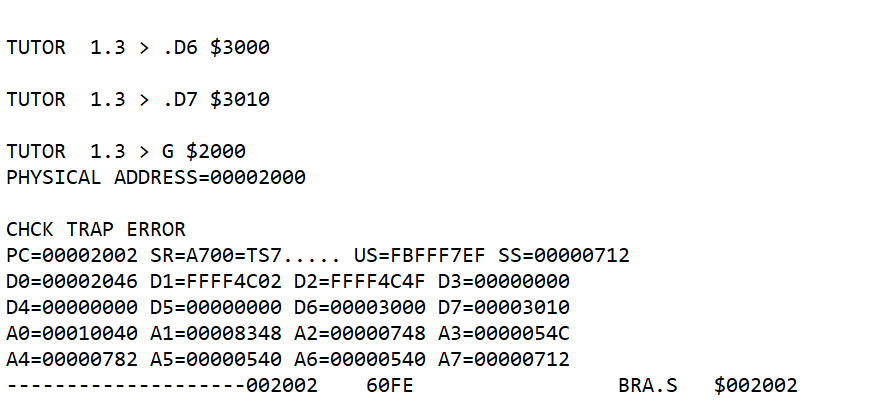 TUTOR  1.3 > .D6 $3000
TUTOR  1.3 > .D7 $3010
TUTOR  1.3 > G $2000
PHYSICAL ADDRESS=00002000
CHCK TRAP ERROR
PC=00002002 SR=A700=TS7..... US=FBFFF7EF SS=00000712
D0=00002046 D1=FFFF4C02 D2=FFFF4C4F D3=00000000
D4=00000000 D5=00000000 D6=00003000 D7=00003010
A0=00010040 A1=00008348 A2=00000748 A3=0000054C
A4=00000782 A5=00000540 A6=00000540 A7=00000712
--------------------002002    60FE                 BRA.S   $002002